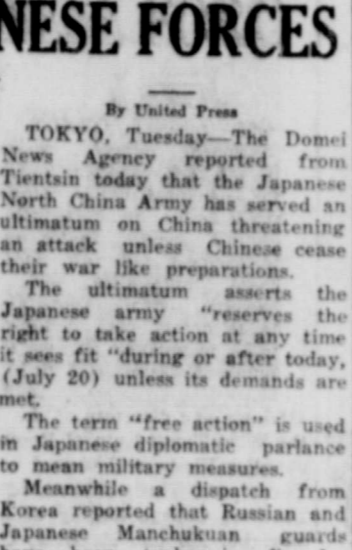 NESE FORCES
By United Press
TOKYO, Tuesday—The Domei
News Agency reported from
Tientsin today that the Japanese
North China Army has served an
ultimatum on China threatening
an attack unless Chinese cease
their war like preparations.
The ultimatum asserts the
Japanese army "reserves the
right to take action at any time
it sees fit "during or after today,
(July 20) unless its demands are
met.
The term "free action" is used
in Japanese diplomatic parlance
to mean military measures.
Meanwhile a dispatch from
Korea reported that Russian and
Japanese Manchukuan guards